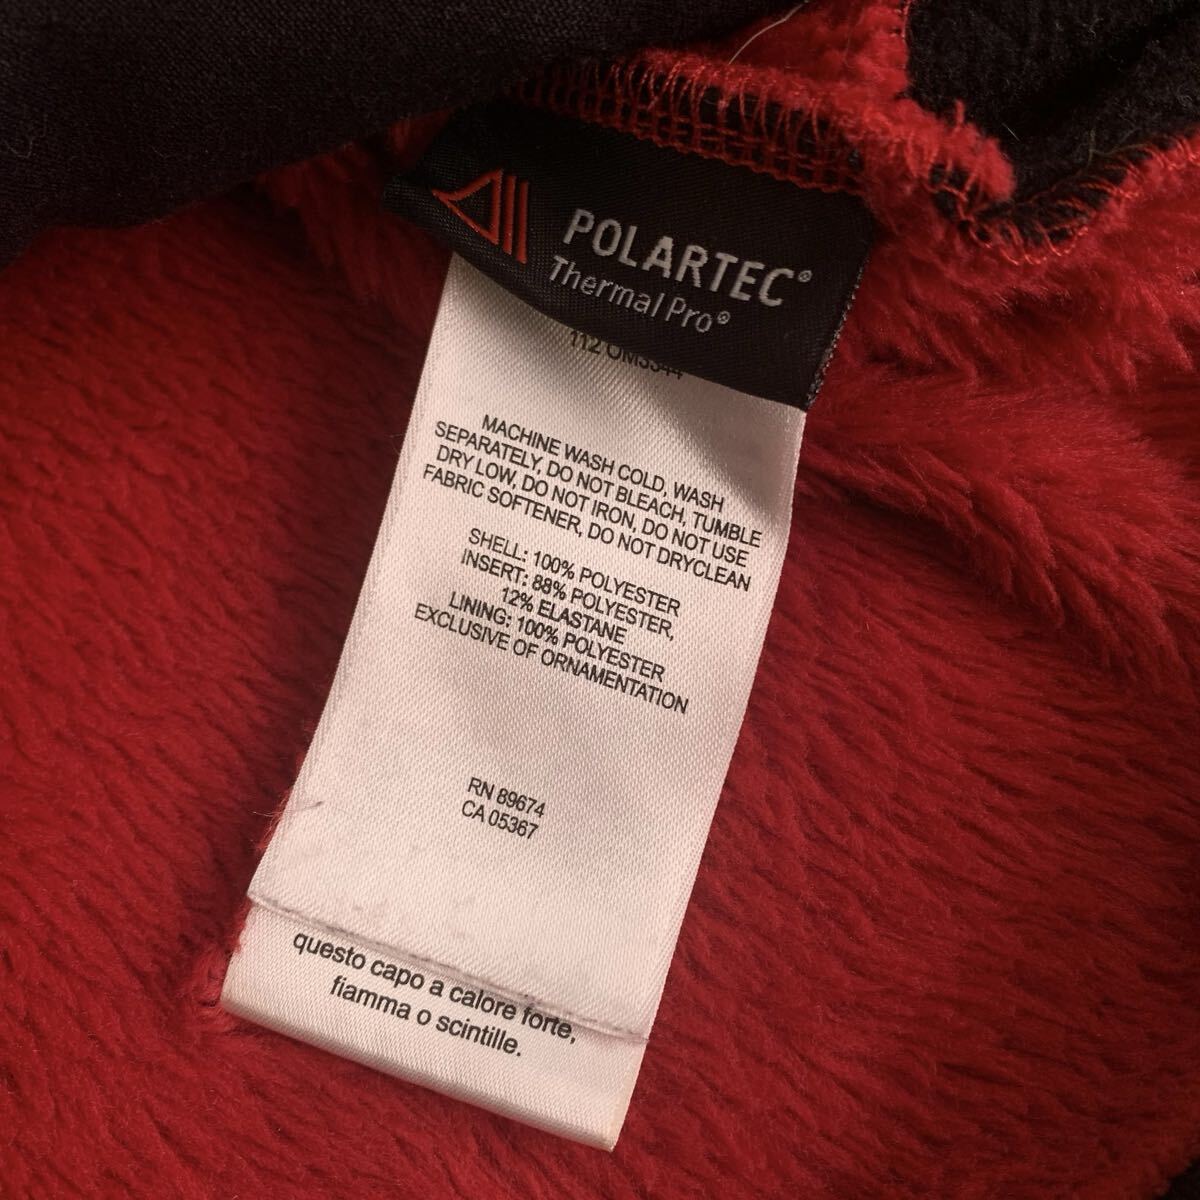 POLARTEC®
Thermal Pro®
112 OM3344
MACHINE WASH COLD, WASH
SEPARATELY, DO NOT BLEACH, TUMBLE
DRY LOW, DO NOT IRON, DO NOT USE
FABRIC SOFTENER, DO NOT DRYCLEAN
SHELL: 100% POLYESTER
INSERT: 88% POLYESTER,
12% ELASTANE
LINING: 100% POLYESTER
EXCLUSIVE OF ORNAMENTATION
RN 89674
CA 05367
questo capo a calore forte,
fiamma o scintille.